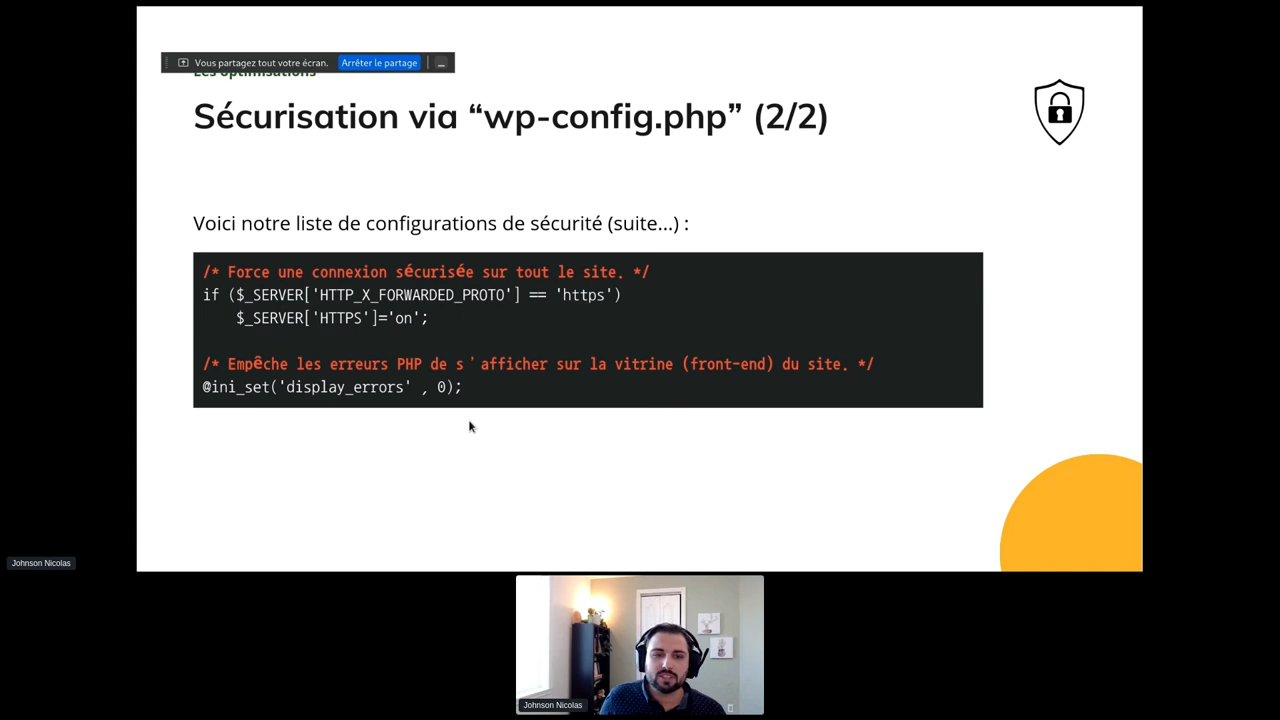 Vous partagez tout votre écran.
Arrêter le partage
Les optimisations
Sécurisation via “wp-config.php” (2/2)
Voici notre liste de configurations de sécurité (suite...) :
/* Force une connexion sécurisée sur tout le site. */
if ($_SERVER['HTTP_X_FORWARDED_PROTO'] == 'https')
$_SERVER['HTTPS']='on';
/* Empêche les erreurs PHP de s'afficher sur la vitrine (front-end) du site. */
@ini_set('display_errors' , 0);
Johnson Nicolas
Johnson Nicolas